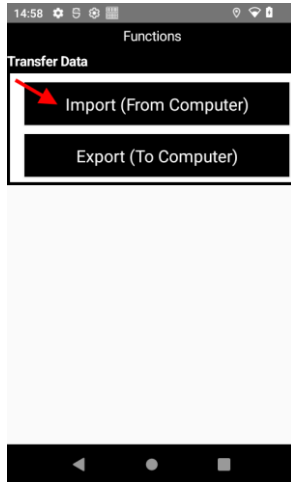 14:58
Functions
Transfer Data
Import (From Computer)
Export (To Computer)